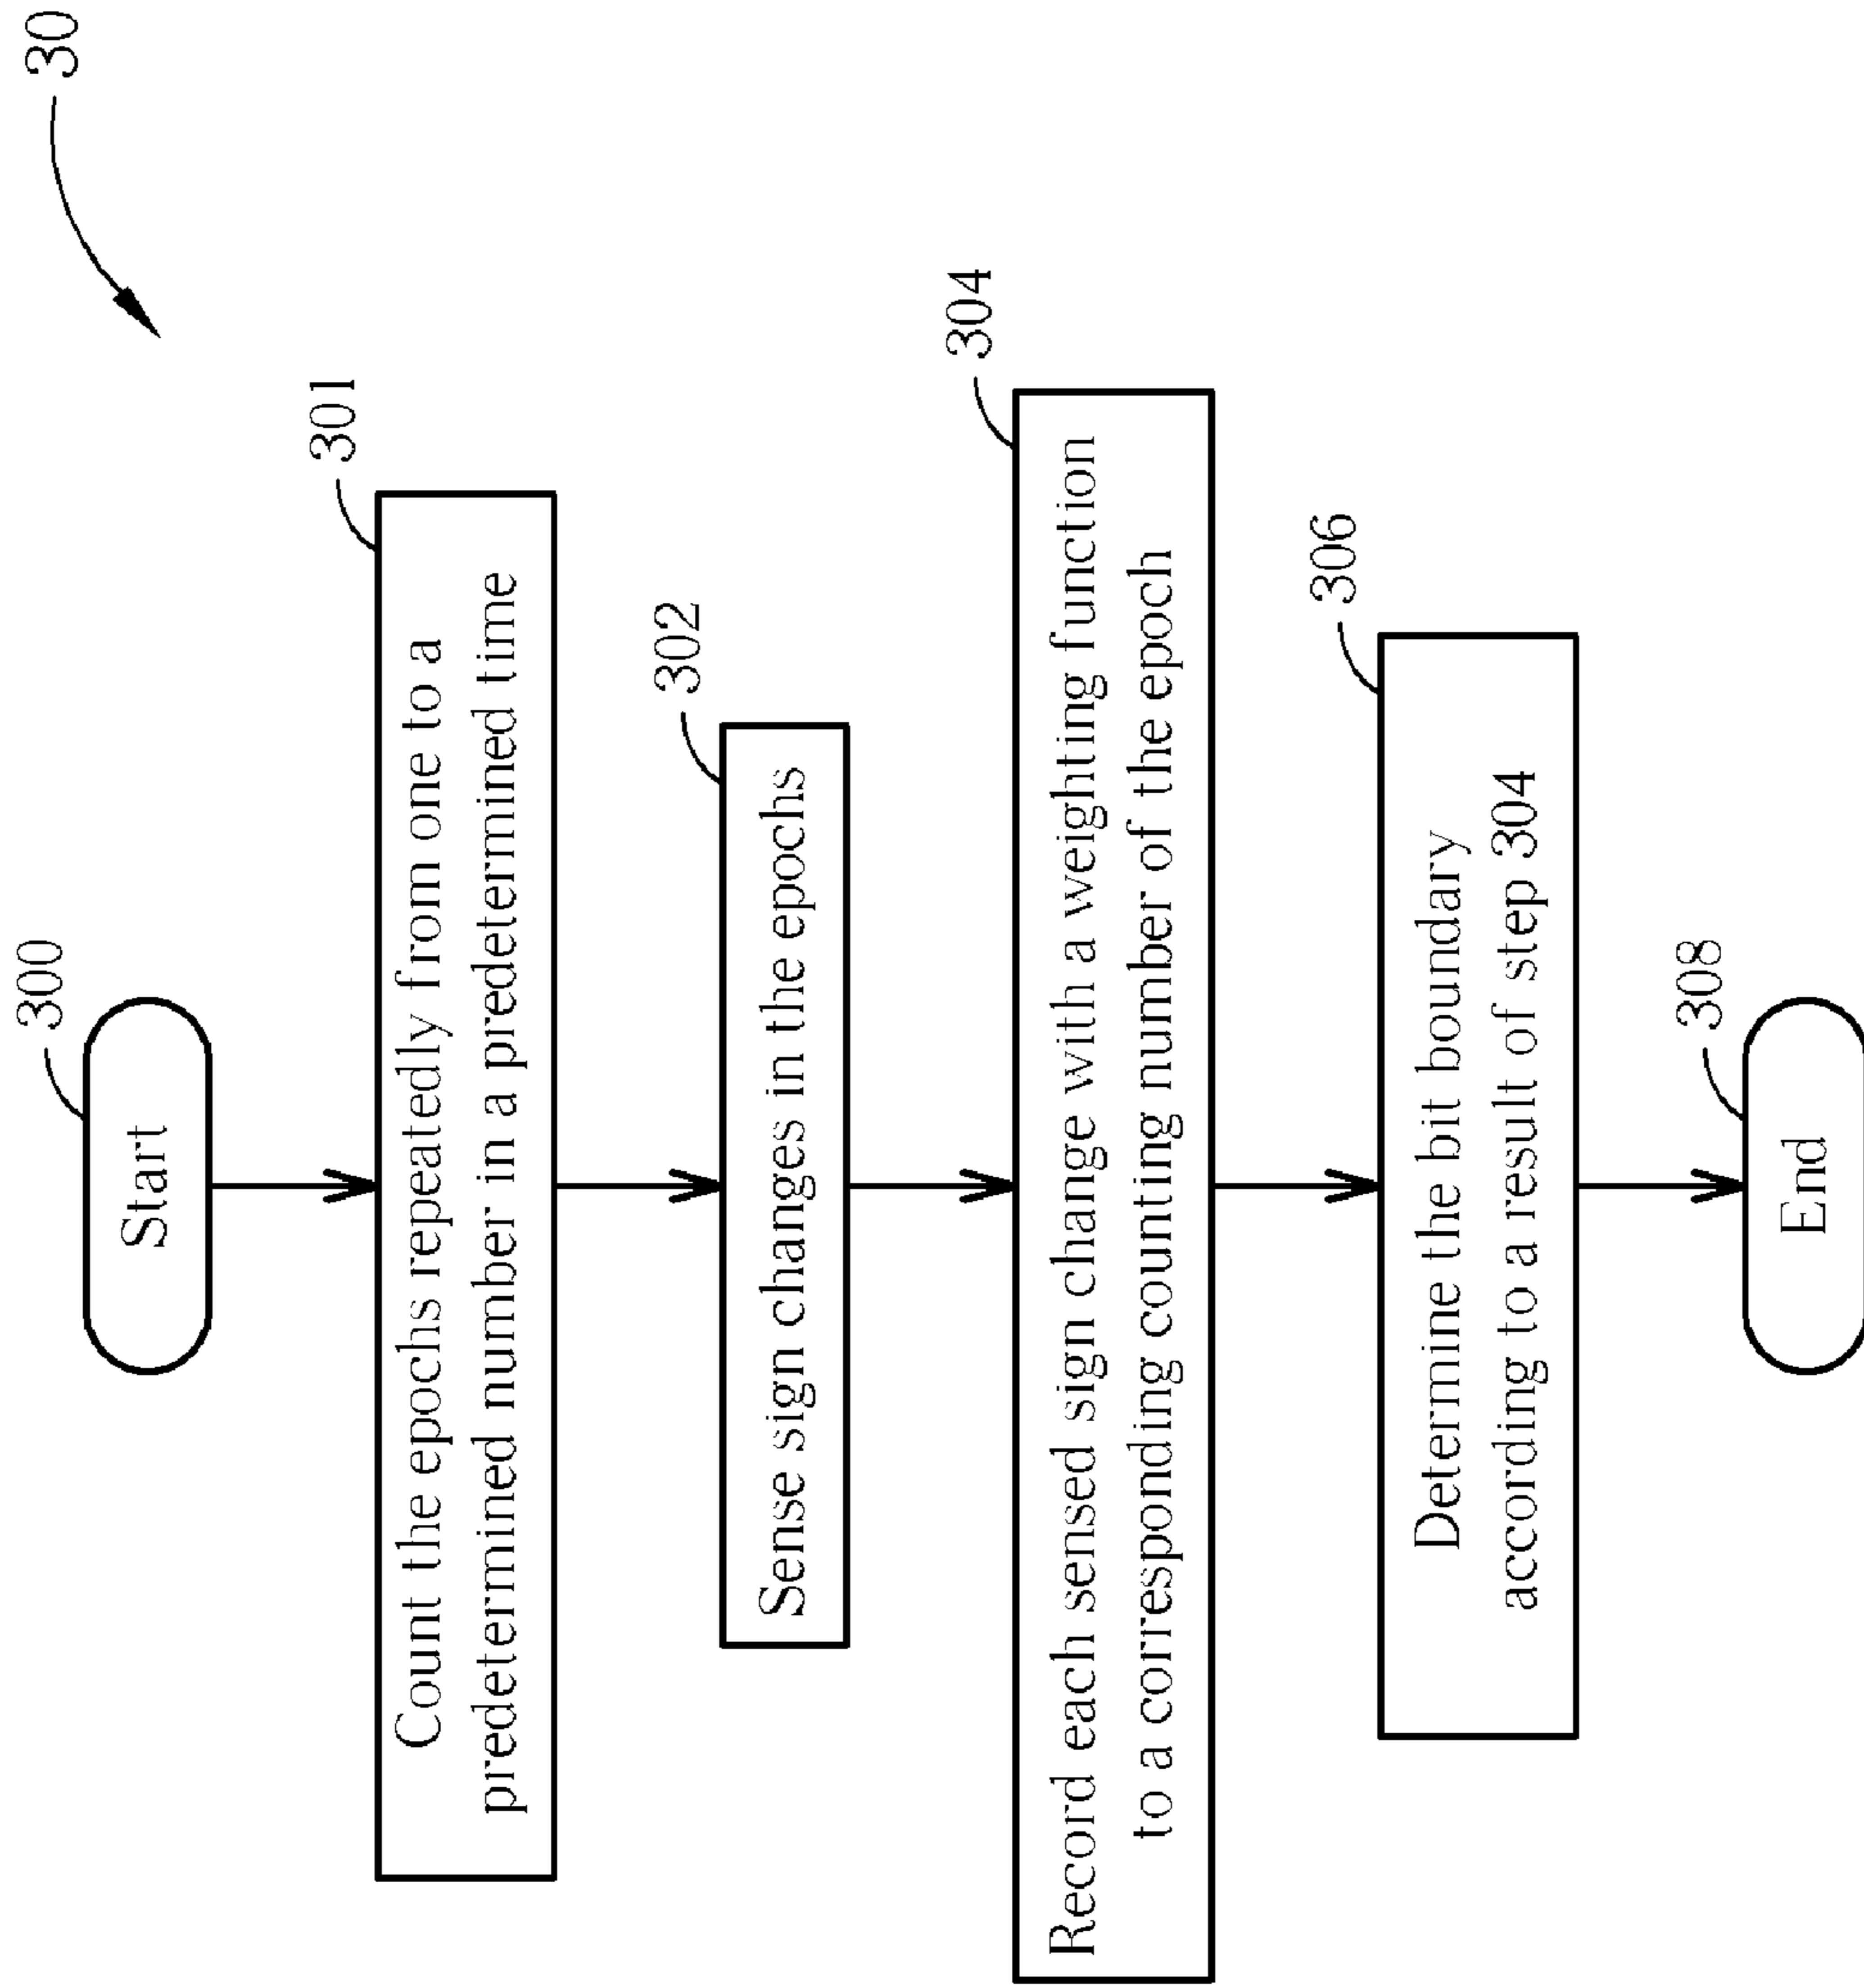 30
300
Start
301
Count the epochs repeatedly from one to a
predetermined number in a predetermined time
302
Sense sign changes in the epochs
304
Record each sensed sign change with a weighting function
to a corresponding counting number of the epoch
306
Determine the bit boundary
according to a result of step 304
308
End